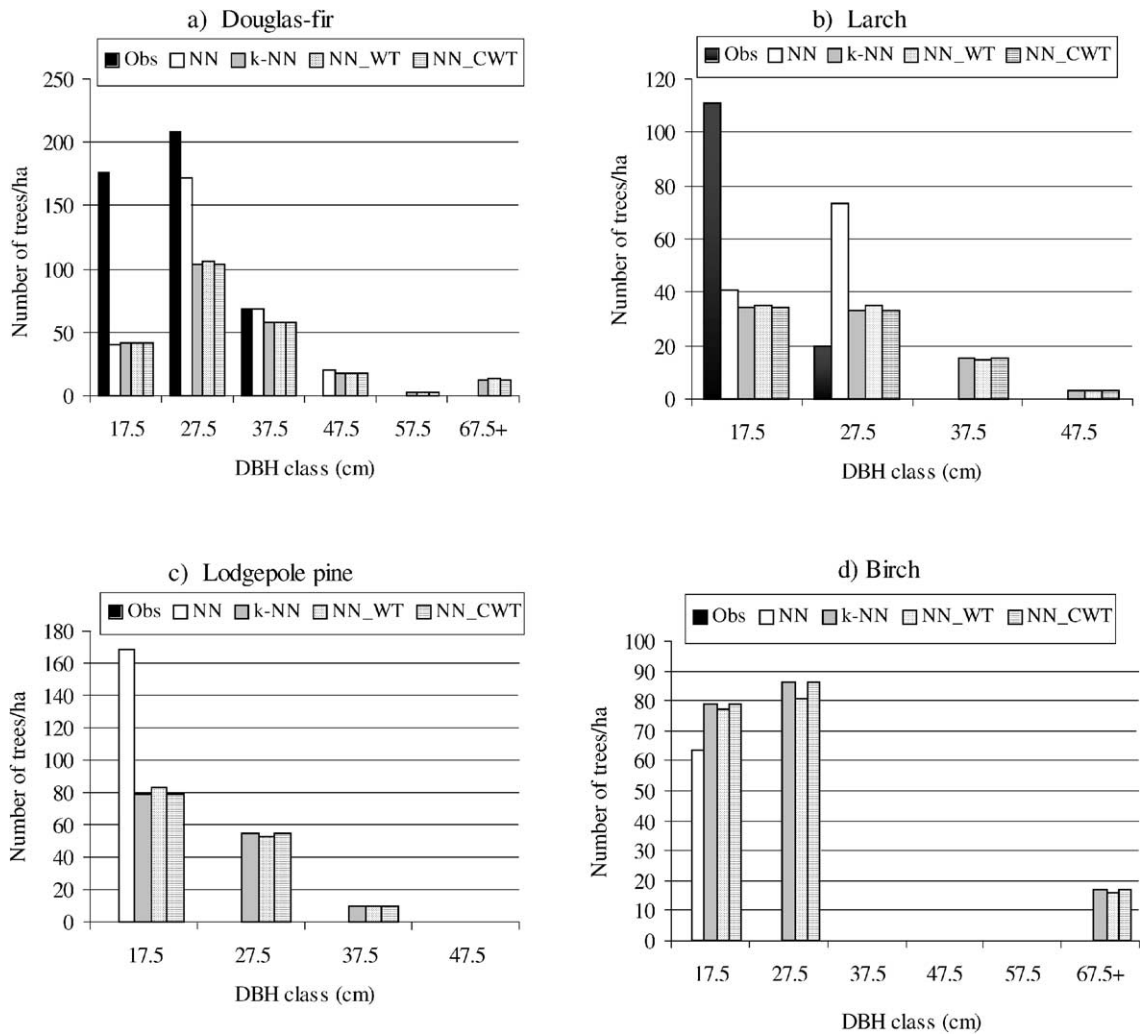 a) Douglas-fir
Obs NN k-NN NN_WT NN_CWT
Number of trees/ha
250
200
150
100
50
0
17.5 27.5 37.5 47.5 57.5 67.5+
DBH class (cm)
b) Larch
Obs NN k-NN NN_WT NN_CWT
Number of trees/ha
120
100
80
60
40
20
0
17.5 27.5 37.5 47.5
DBH class (cm)
c) Lodgepole pine
Obs NN k-NN NN_WT NN_CWT
Number of trees/ha
180
160
140
120
100
80
60
40
20
0
17.5 27.5 37.5 47.5
DBH class (cm)
d) Birch
Obs NN k-NN NN_WT NN_CWT
Number of trees/ha
100
90
80
70
60
50
40
30
20
10
0
17.5 27.5 37.5 47.5 57.5 67.5+
DBH class (cm)